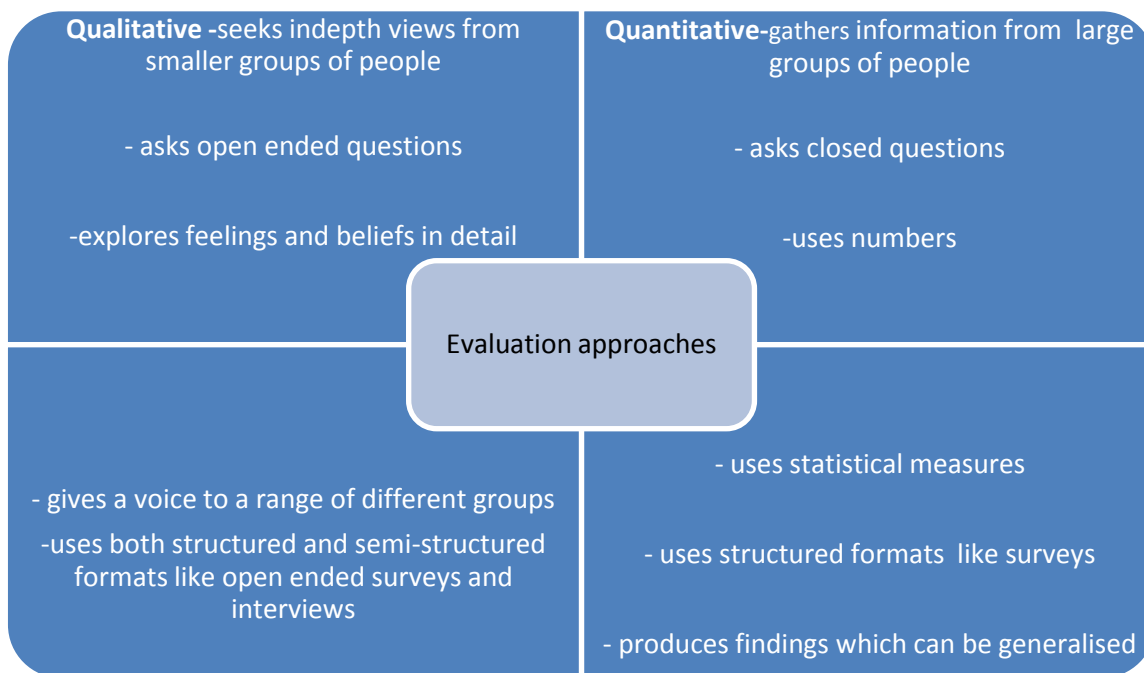 Qualitative -seeks indepth views from
smaller groups of people
- asks open ended questions
-explores feelings and beliefs in detail
Quantitative-gathers information from large
groups of people
- asks closed questions
-uses numbers
Evaluation approaches
- gives a voice to a range of different groups
-uses both structured and semi-structured
formats like open ended surveys and
interviews
- uses statistical measures
- uses structured formats like surveys
- produces findings which can be generalised